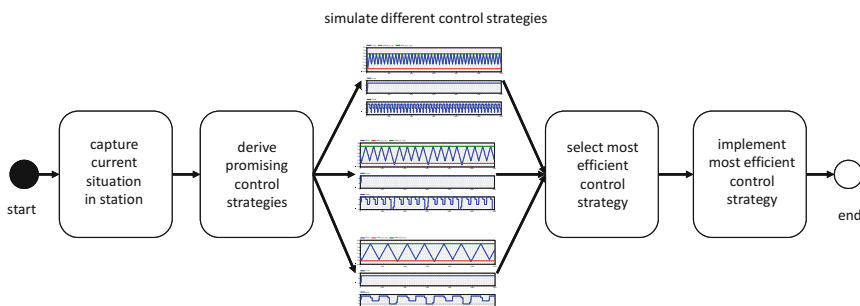 simulate different control strategies
capture
current
situation
in station
derive
promising
control
strategies
select most
efficient
control
strategy
implement
most efficient
control
strategy
start
end